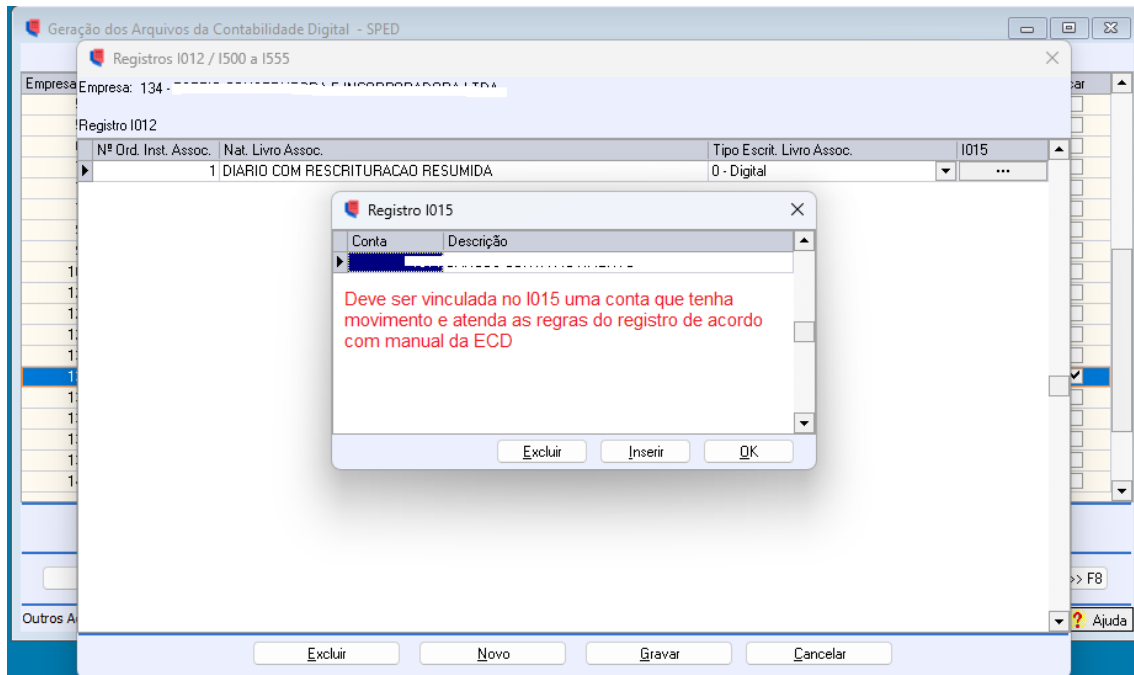 Geração dos Arquivos da Contabilidade Digital - SPED
Registros I012 / I500 a I555
Empresa
Empresa: 134 -
car
Registro I012
Nº Ord. Inst. Assoc. Nat. Livro Assoc. Tipo Escrit. Livro Assoc. I015
1 DIARIO COM RESCRITURACAO RESUMIDA 0 - Digital ...
Registro I015
Conta Descrição
Deve ser vinculada no I015 uma conta que tenha
movimento e atenda as regras do registro de acordo
com manual da ECD
Excluir Inserir OK
>> F8
Outros A
? Ajuda
Excluir Novo Gravar Cancelar